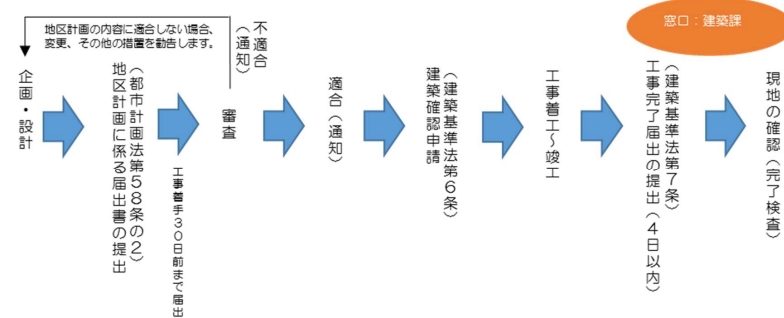 地区計画の内容に適合しない場合、
変更、その他の措置を勧告します。
不適合
（通知）
窓口：建築課
企画・設計
地区計画に係る届出書の提出
（都市計画法第５８条の２）
工事着手３０日前まで届出
審査
適合（通知）
建築確認申請
（建築基準法第６条）
工事着工～竣工
工事完了届出の提出（４日以内）
（建築基準法第７条）
現地の確認（完了検査）